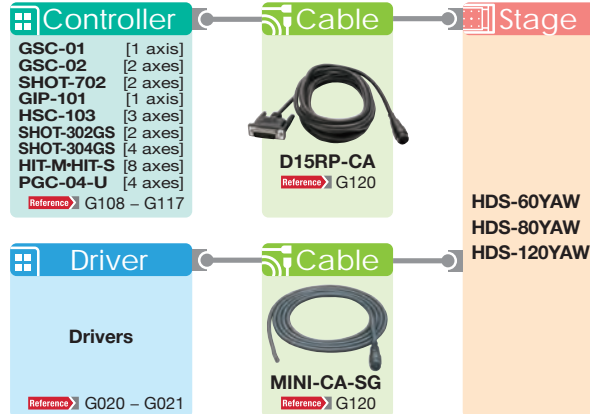 Controller
GSC-01 [1 axis]
GSC-02 [2 axes]
SHOT-702 [2 axes]
GIP-101 [1 axis]
HSC-103 [3 axes]
SHOT-302GS [2 axes]
SHOT-304GS [4 axes]
HIT-M•HIT-S [8 axes]
PGC-04-U [4 axes]
Reference G108 – G117
Cable
D15RP-CA
Reference G120
Stage
HDS-60YAW
HDS-80YAW
HDS-120YAW
Driver
Drivers
Reference G020 – G021
Cable
MINI-CA-SG
Reference G120